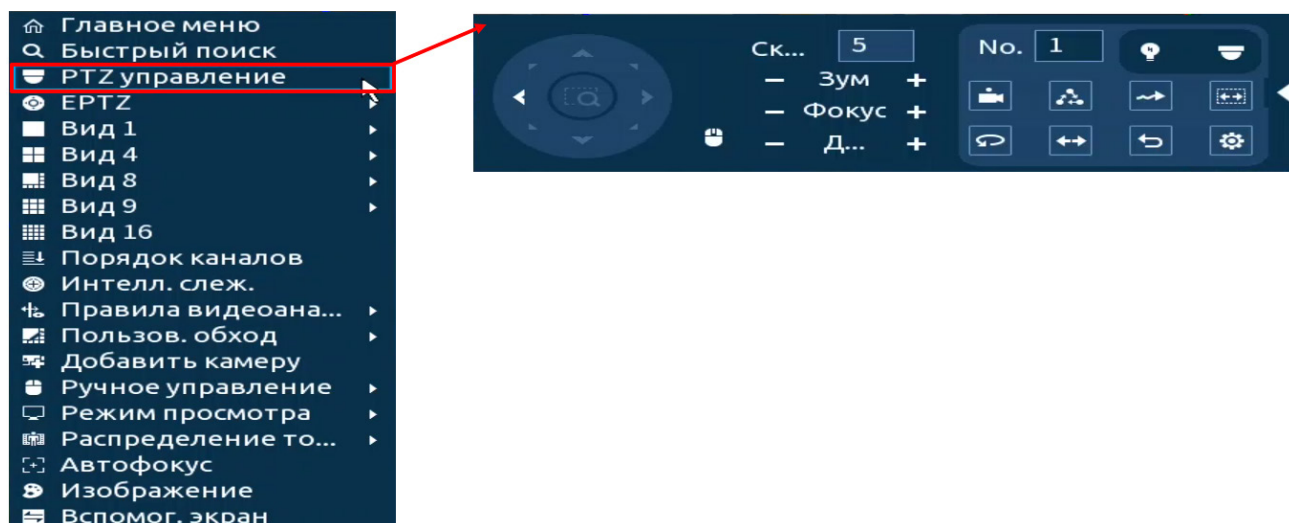 Главное меню
Быстрый поиск
PTZ управление
EPTZ
Вид 1
Вид 4
Вид 8
Вид 9
Вид 16
Порядок каналов
Интелл. слеж.
Правила видеоана...
Пользов. обход
Добавить камеру
Ручное управление
Режим просмотра
Распределение то...
Автофокус
Изображение
Вспомог. экран
Ск... 5
No. 1
− Зум +
− Фокус +
− Д... +